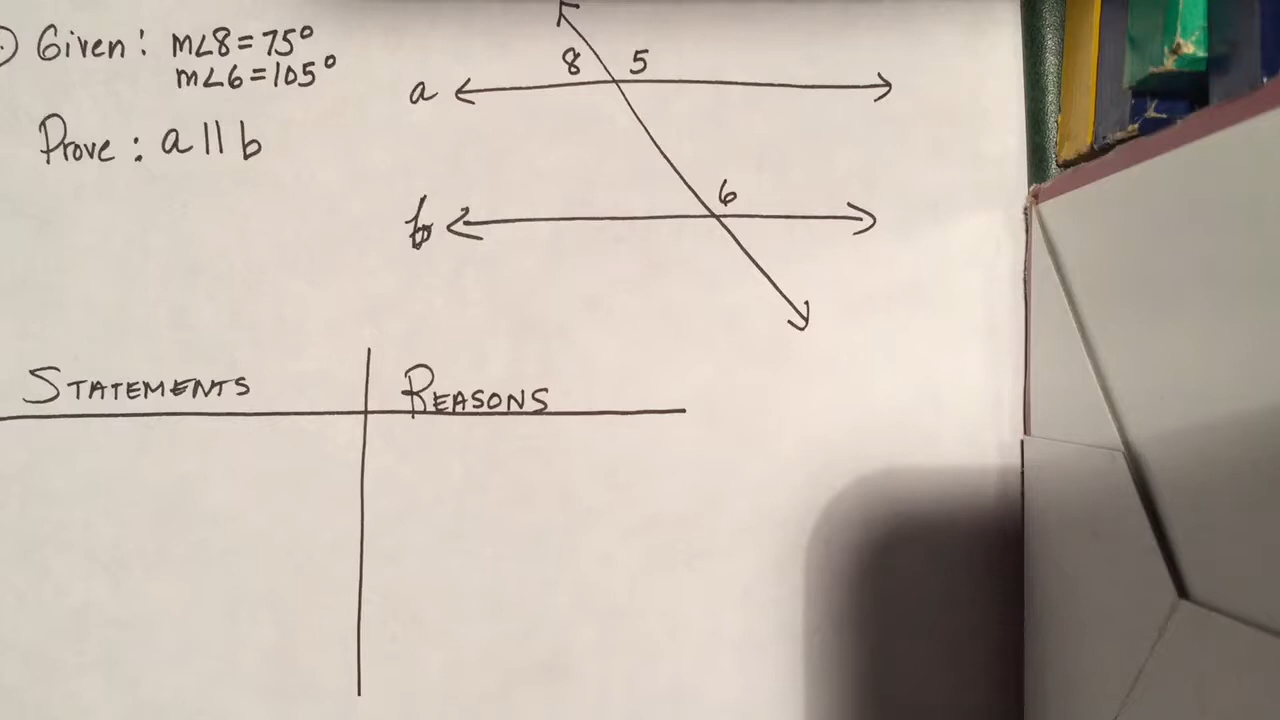 Given: m∠8=75°
m∠6=105°
Prove: a||b
8 5
a
6
b
STATEMENTS REASONS